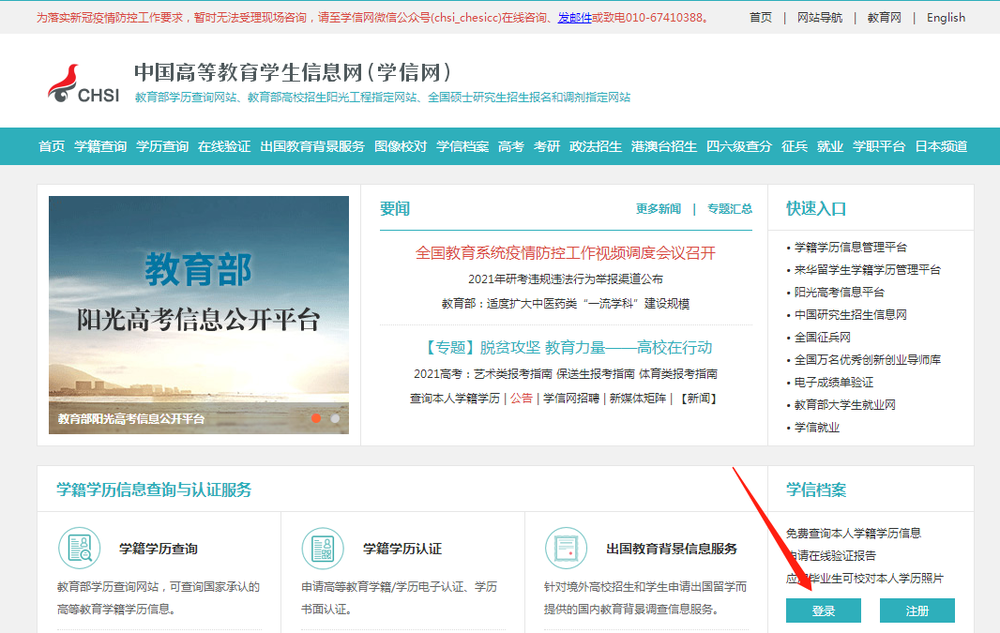 为落实新冠疫情防控工作要求，暂时无法受理现场咨询，请至学信网微信公众号(chsi_chesicc)在线咨询、发邮件或致电010-67410388。
首页 | 网站导航 | 教育网 | English
CHSI
中国高等教育学生信息网（学信网）
教育部学历查询网站、教育部高校招生阳光工程指定网站、全国硕士研究生招生报名和调剂指定网站
首页 学籍查询 学历查询 在线验证 出国教育背景服务 图像校对 学信档案 高考 考研 政法招生 港澳台招生 四六级查分 征兵 就业 学职平台 日本频道
教育部
阳光高考信息公开平台
教育部阳光高考信息公开平台
要闻
更多新闻 | 专题汇总
全国教育系统疫情防控工作视频调度会议召开
2021年研考违规违法行为举报渠道公布
教育部：适度扩大中医药类“一流学科”建设规模
【专题】脱贫攻坚 教育力量——高校在行动
2021高考：艺术类报考指南 保送生报考指南 体育类报考指南
查询本人学籍学历 | 公告 | 学信网招聘 | 新媒体矩阵 | 【新闻】
快速入口
• 学籍学历信息管理平台
• 来华留学生学籍学历管理平台
• 阳光高考信息平台
• 中国研究生招生信息网
• 全国征兵网
• 全国万名优秀创新创业导师库
• 电子成绩单验证
• 教育部大学生就业网
• 学信就业
学籍学历信息查询与认证服务
学籍学历查询
教育部学历查询网站，可查询国家承认的
高等教育学籍学历信息。
学籍学历认证
申请高等教育学籍/学历电子认证、学历
书面认证。
出国教育背景信息服务
针对境外高校招生和学生申请出国留学而
提供的国内教育背景调查信息服务。
学信档案
免费查询本人学籍学历信息
申请在线验证报告
应届毕业生可校对本人学历照片
登录
注册